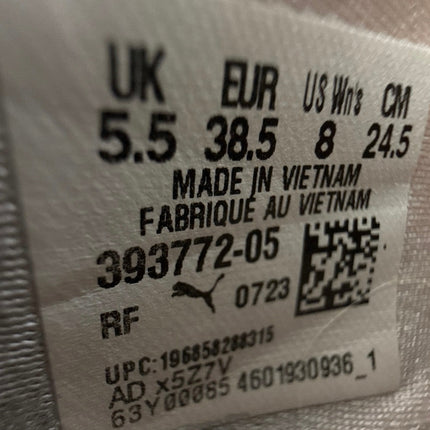 UK EUR US Wn's CM
5.5 38.5 8 24.5
MADE IN VIETNAM
FABRIQUÉ AU VIETNAM
393772-05
RF 0723
UPC:196858288315
AD x5Z7V
63Y00085 4601930936_1